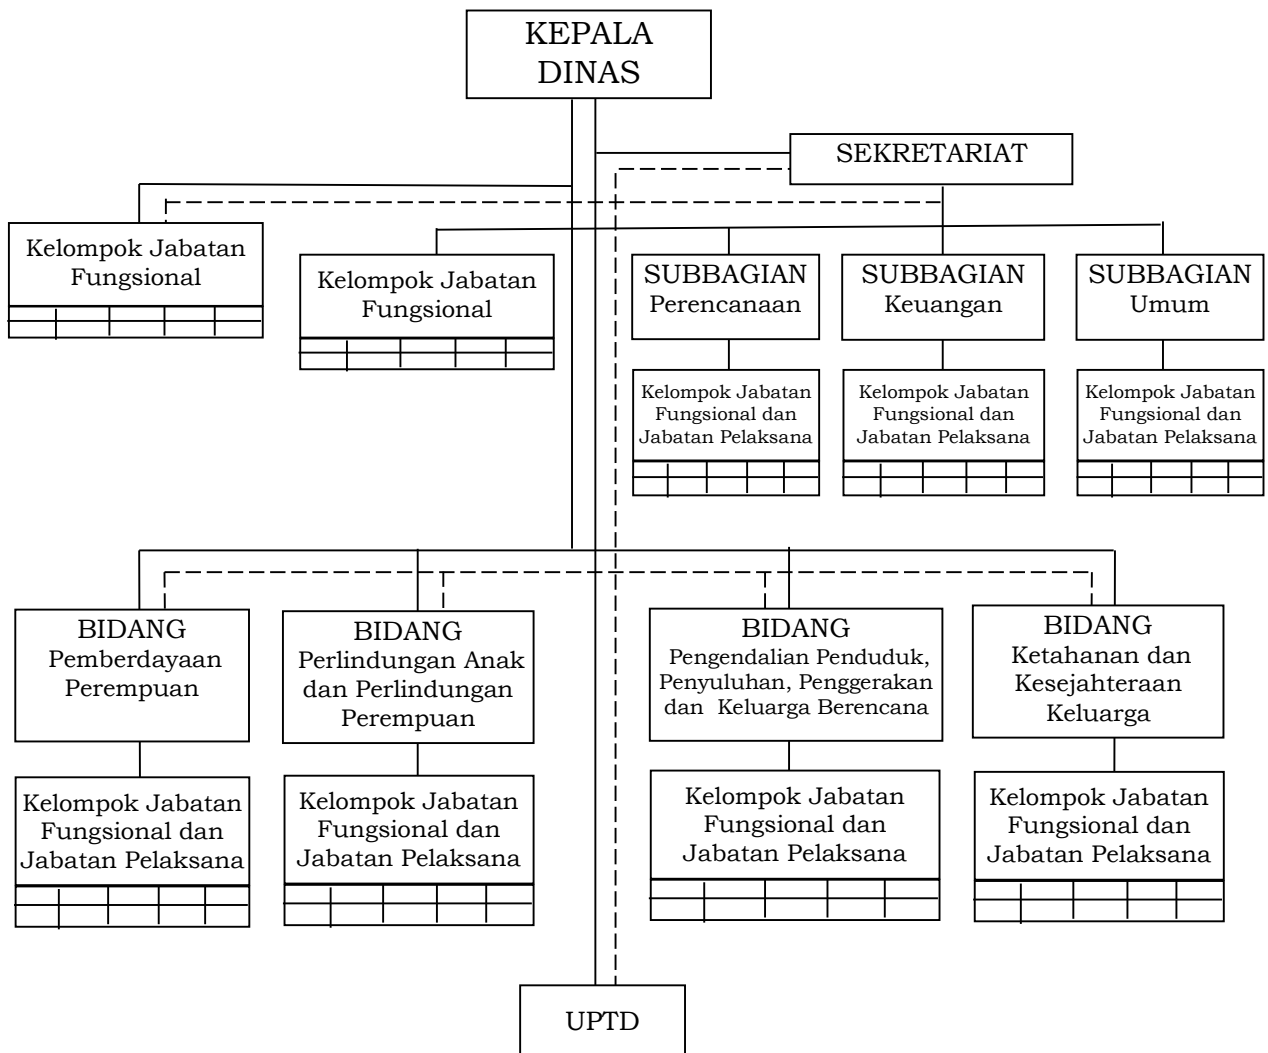 KEPALA
DINAS
SEKRETARIAT
Kelompok Jabatan
Fungsional
Kelompok Jabatan
Fungsional
SUBBAGIAN
Perencanaan
SUBBAGIAN
Keuangan
SUBBAGIAN
Umum
Kelompok Jabatan
Fungsional dan
Jabatan Pelaksana
Kelompok Jabatan
Fungsional dan
Jabatan Pelaksana
Kelompok Jabatan
Fungsional dan
Jabatan Pelaksana
BIDANG
Pemberdayaan
Perempuan
BIDANG
Perlindungan Anak
dan Perlindungan
Perempuan
BIDANG
Pengendalian Penduduk,
Penyuluhan, Penggerakan
dan Keluarga Berencana
BIDANG
Ketahanan dan
Kesejahteraan
Keluarga
Kelompok Jabatan
Fungsional dan
Jabatan Pelaksana
Kelompok Jabatan
Fungsional dan
Jabatan Pelaksana
Kelompok Jabatan
Fungsional dan
Jabatan Pelaksana
Kelompok Jabatan
Fungsional dan
Jabatan Pelaksana
UPTD